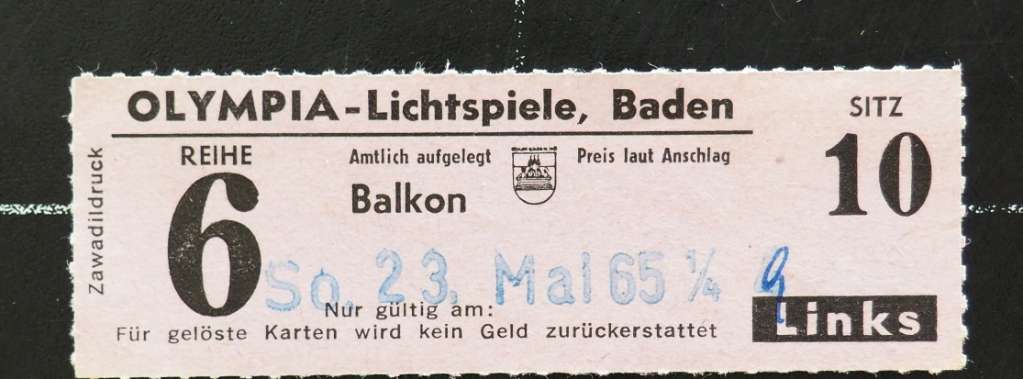 OLYMPIA-Lichtspiele, Baden
SITZ
10
REIHE
6
Amtlich aufgelegt
Preis laut Anschlag
Balkon
Zawadildruck
So, 23. Mai 65 ¼ 9
Nur gültig am:
Für gelöste Karten wird kein Geld zurückerstattet
Links